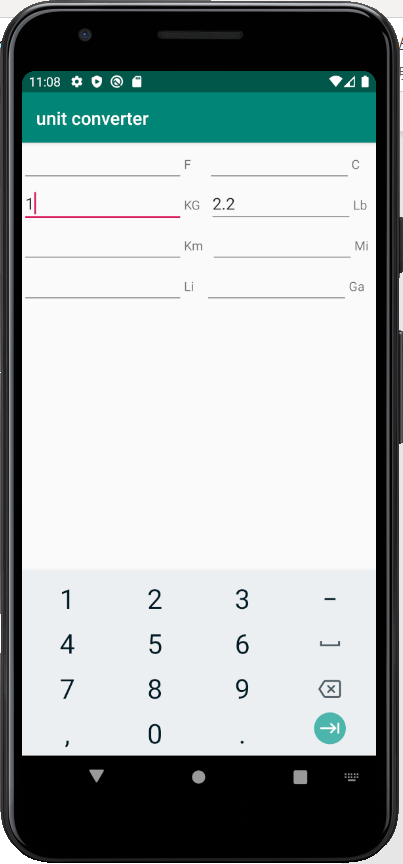 11:08
unit converter
F C
1 KG 2.2 Lb
Km Mi
Li Ga
1 2 3 -
4 5 6
7 8 9
, 0 .